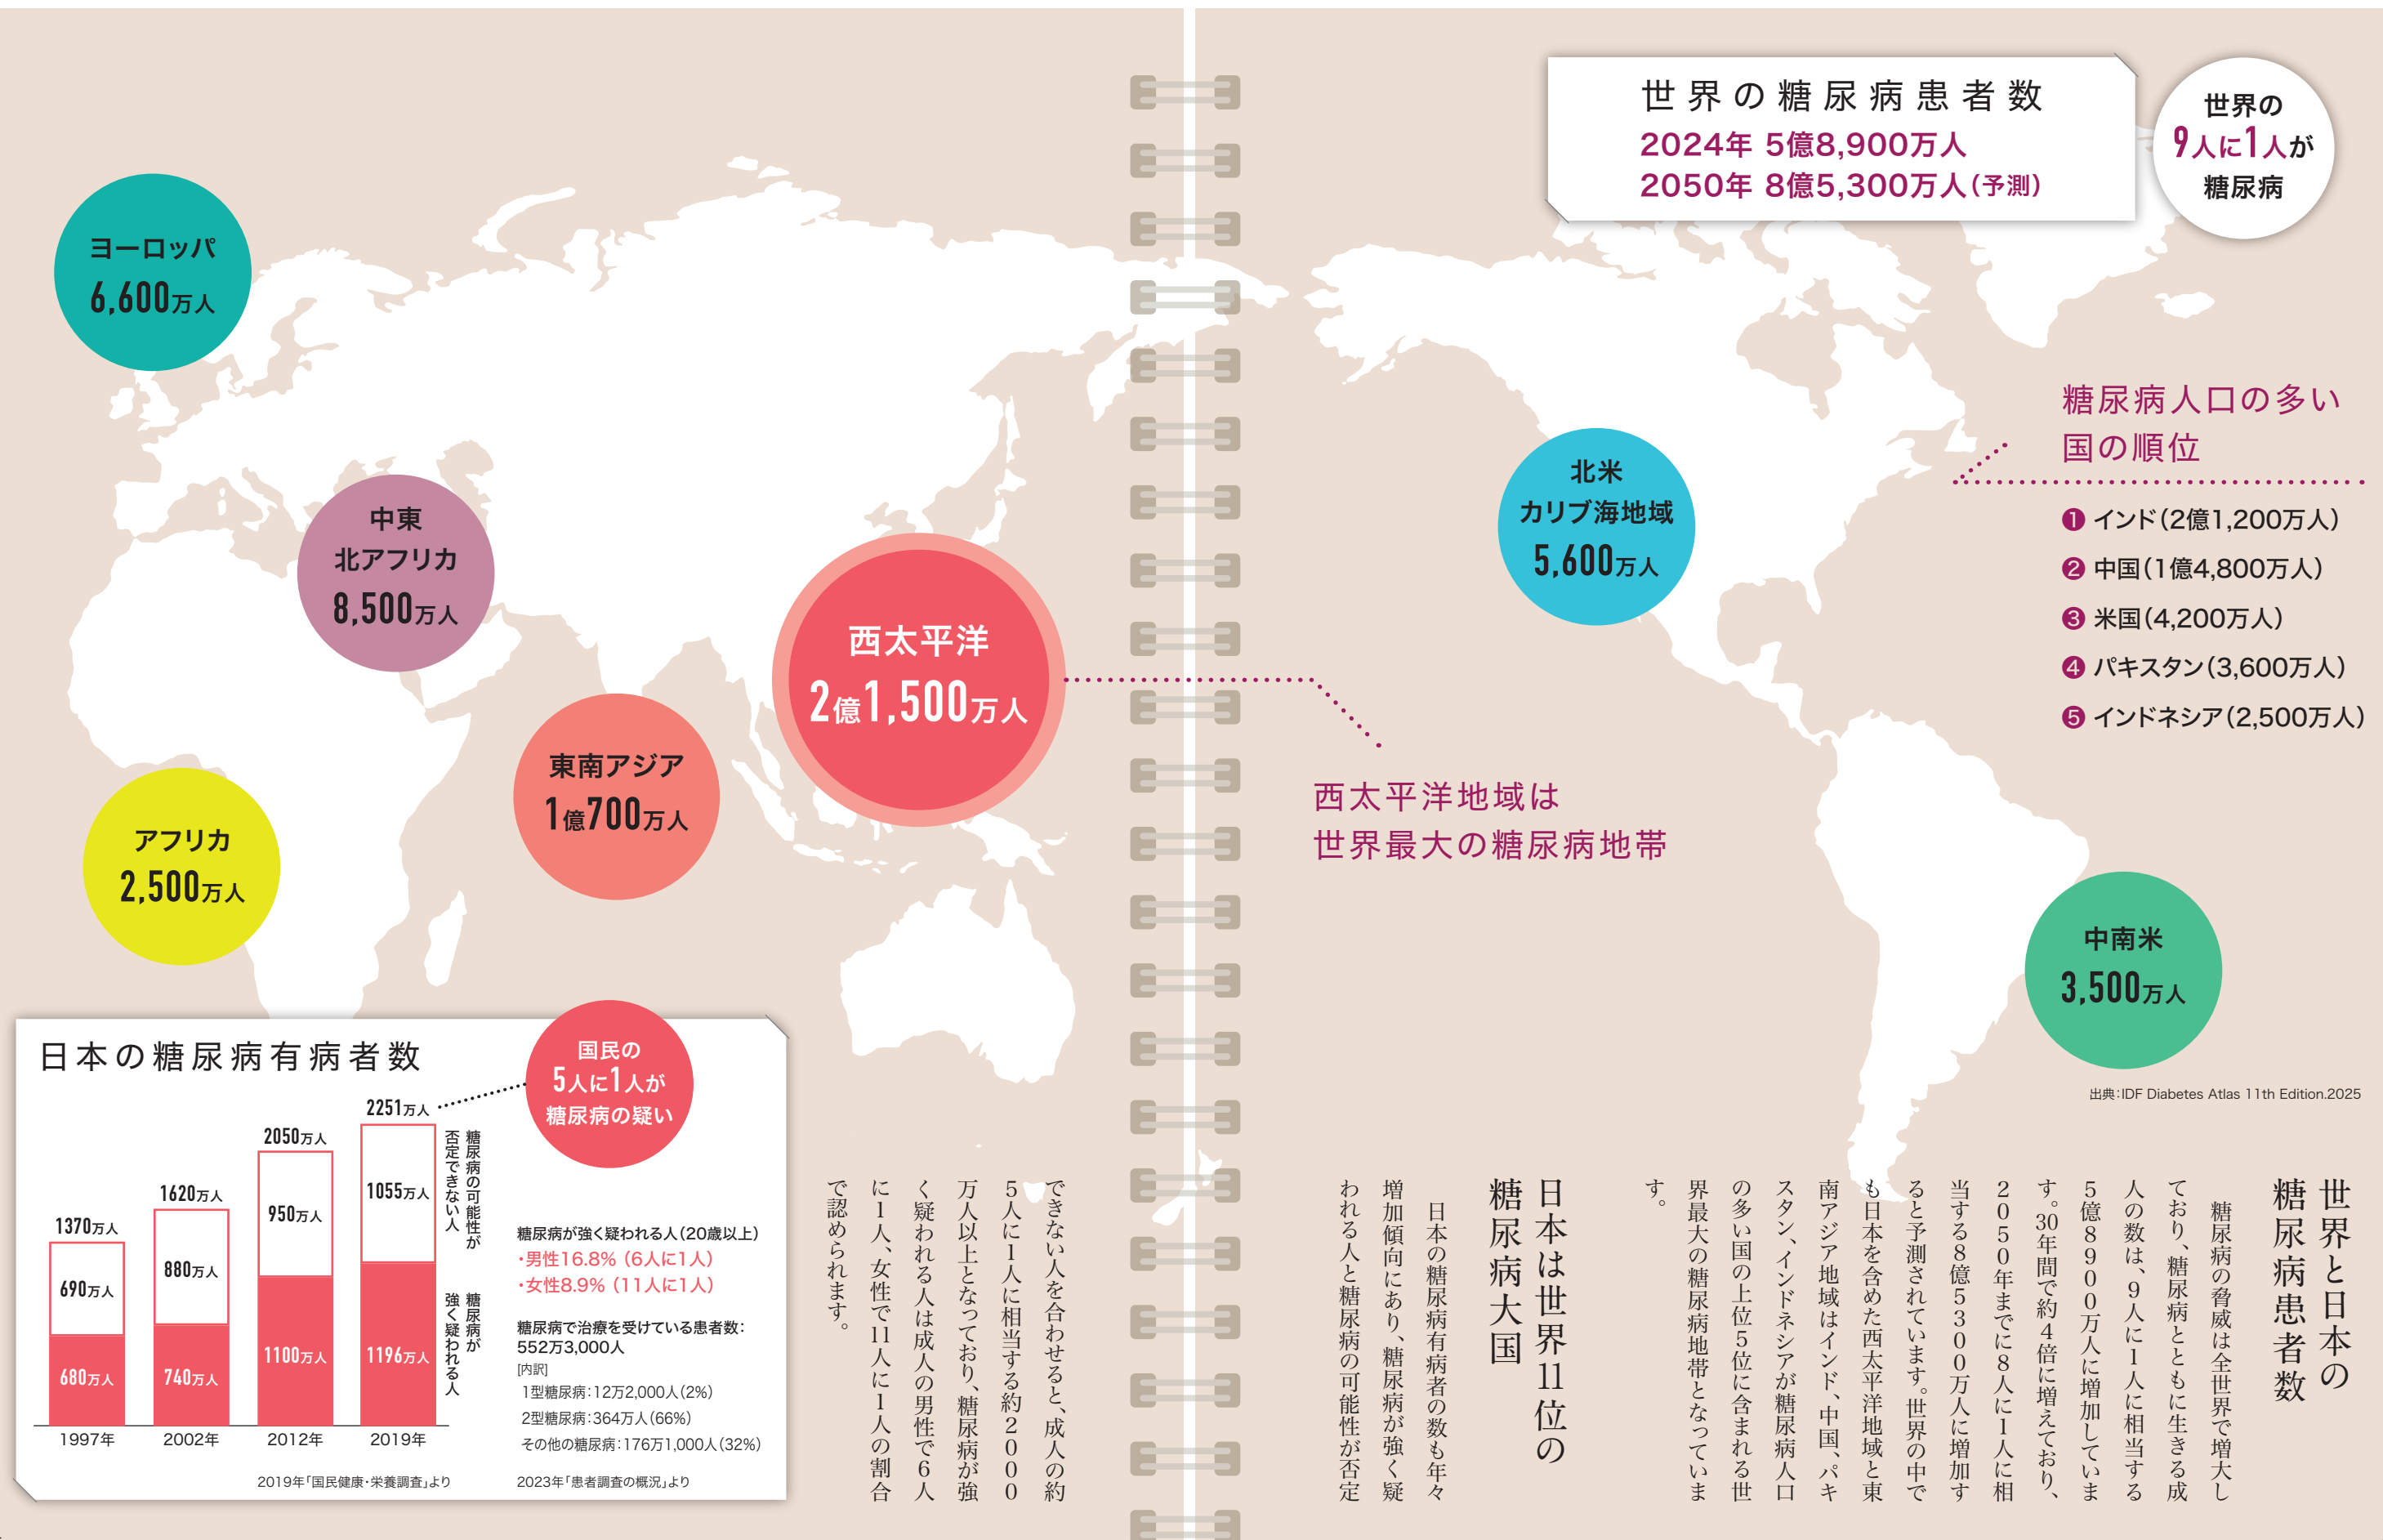 世界の糖尿病患者数
2024年 5億8,900万人
2050年 8億5,300万人(予測)
世界の
9人に1人が
糖尿病
ヨーロッパ
6,600万人
中東
北アフリカ
8,500万人
アフリカ
2,500万人
東南アジア
1億700万人
西太平洋
2億1,500万人
西太平洋地域は
世界最大の糖尿病地帯
北米
カリブ海地域
5,600万人
中南米
3,500万人
糖尿病人口の多い
国の順位
❶ インド(2億1,200万人)
❷ 中国(1億4,800万人)
❸ 米国(4,200万人)
❹ パキスタン(3,600万人)
❺ インドネシア(2,500万人)
出典:IDF Diabetes Atlas 11th Edition.2025
世界と日本の
糖尿病患者数
糖尿病の脅威は全世界で増大し
ており、糖尿病とともに生きる成
人の数は、9人に1人に相当する
5億8900万人に増加していま
す。30年間で約4倍に増えており、
2050年までに8人に1人に相
当する8億5300万人に増加す
ると予測されています。世界の中で
も日本を含めた西太平洋地域と東
南アジア地域はインド、中国、パキ
スタン、インドネシアが糖尿病人口
の多い国の上位5位に含まれる世
界最大の糖尿病地帯となっていま
す。
日本は世界11位の
糖尿病大国
日本の糖尿病有病者の数も年々
増加傾向にあり、糖尿病が強く疑
われる人と糖尿病の可能性が否定
できない人を合わせると、成人の約
5人に1人に相当する約2000
万人以上となっており、糖尿病が強
く疑われる人は成人の男性で6人
に1人、女性で11人に1人の割合
で認められます。
日本の糖尿病有病者数
国民の
5人に1人が
糖尿病の疑い
1370万人
690万人
680万人
1997年
1620万人
880万人
740万人
2002年
2050万人
950万人
1100万人
2012年
2251万人
1055万人
1196万人
2019年
糖尿病の可能性が
否定できない人
糖尿病が
強く疑われる人
2019年「国民健康・栄養調査」より
糖尿病が強く疑われる人(20歳以上)
・男性16.8% (6人に1人)
・女性8.9% (11人に1人)
糖尿病で治療を受けている患者数:
552万3,000人
[内訳]
1型糖尿病:12万2,000人(2%)
2型糖尿病:364万人(66%)
その他の糖尿病:176万1,000人(32%)
2023年「患者調査の概況」より